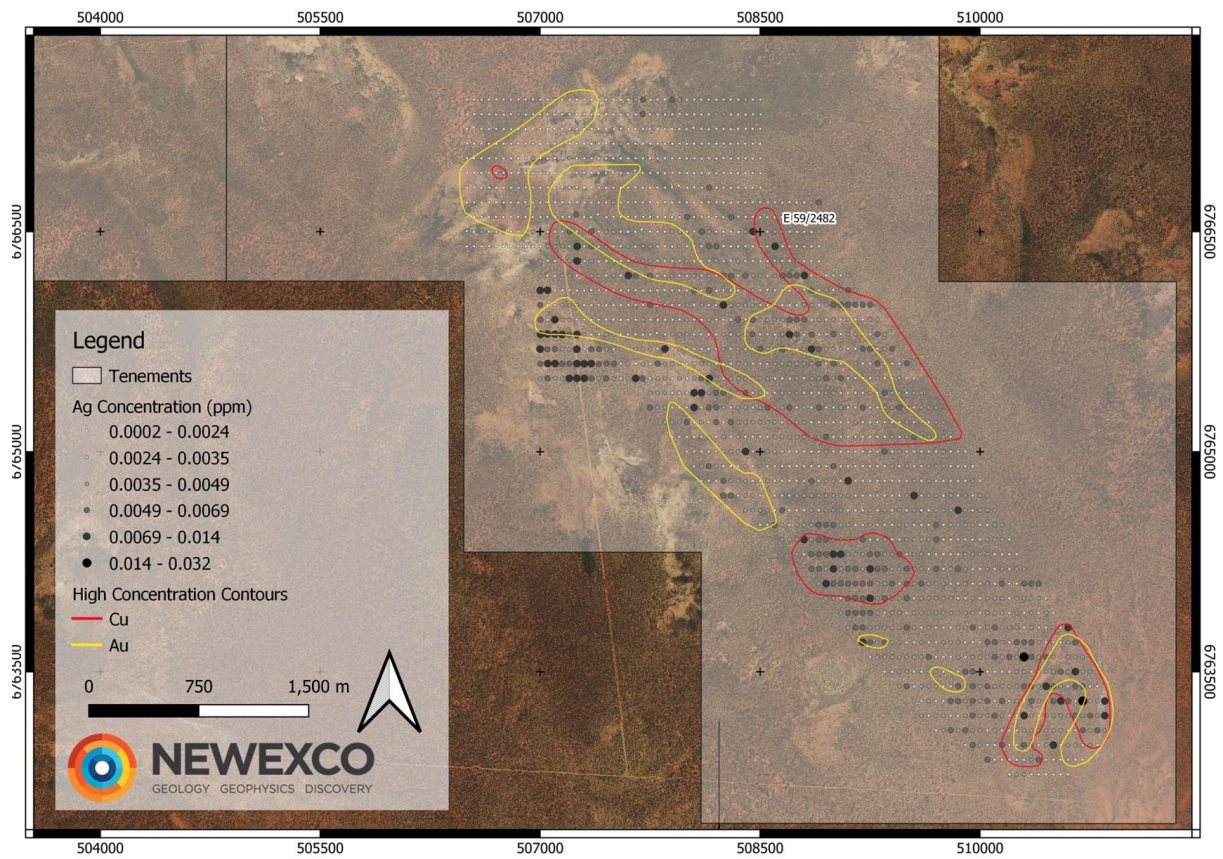 504000 505500 507000 508500 510000
6766500 6766500
E 59/2482
Legend
Tenements
Ag Concentration (ppm)
0.0002 - 0.0024
0.0024 - 0.0035
0.0035 - 0.0049
0.0049 - 0.0069
0.0069 - 0.014
0.014 - 0.032
High Concentration Contours
Cu
Au
6765000 6765000
6763500 6763500
0 750 1,500 m
NEWEXCO
GEOLOGY GEOPHYSICS DISCOVERY
504000 505500 507000 508500 510000